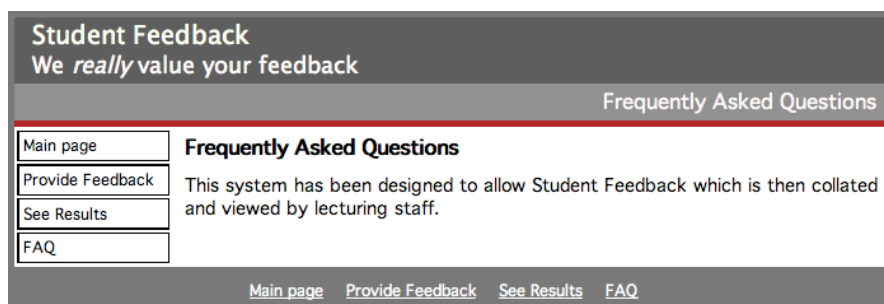 Student Feedback
We really value your feedback
Frequently Asked Questions
Main page
Provide Feedback
See Results
FAQ
Frequently Asked Questions
This system has been designed to allow Student Feedback which is then collated
and viewed by lecturing staff.
Main page Provide Feedback See Results FAQ